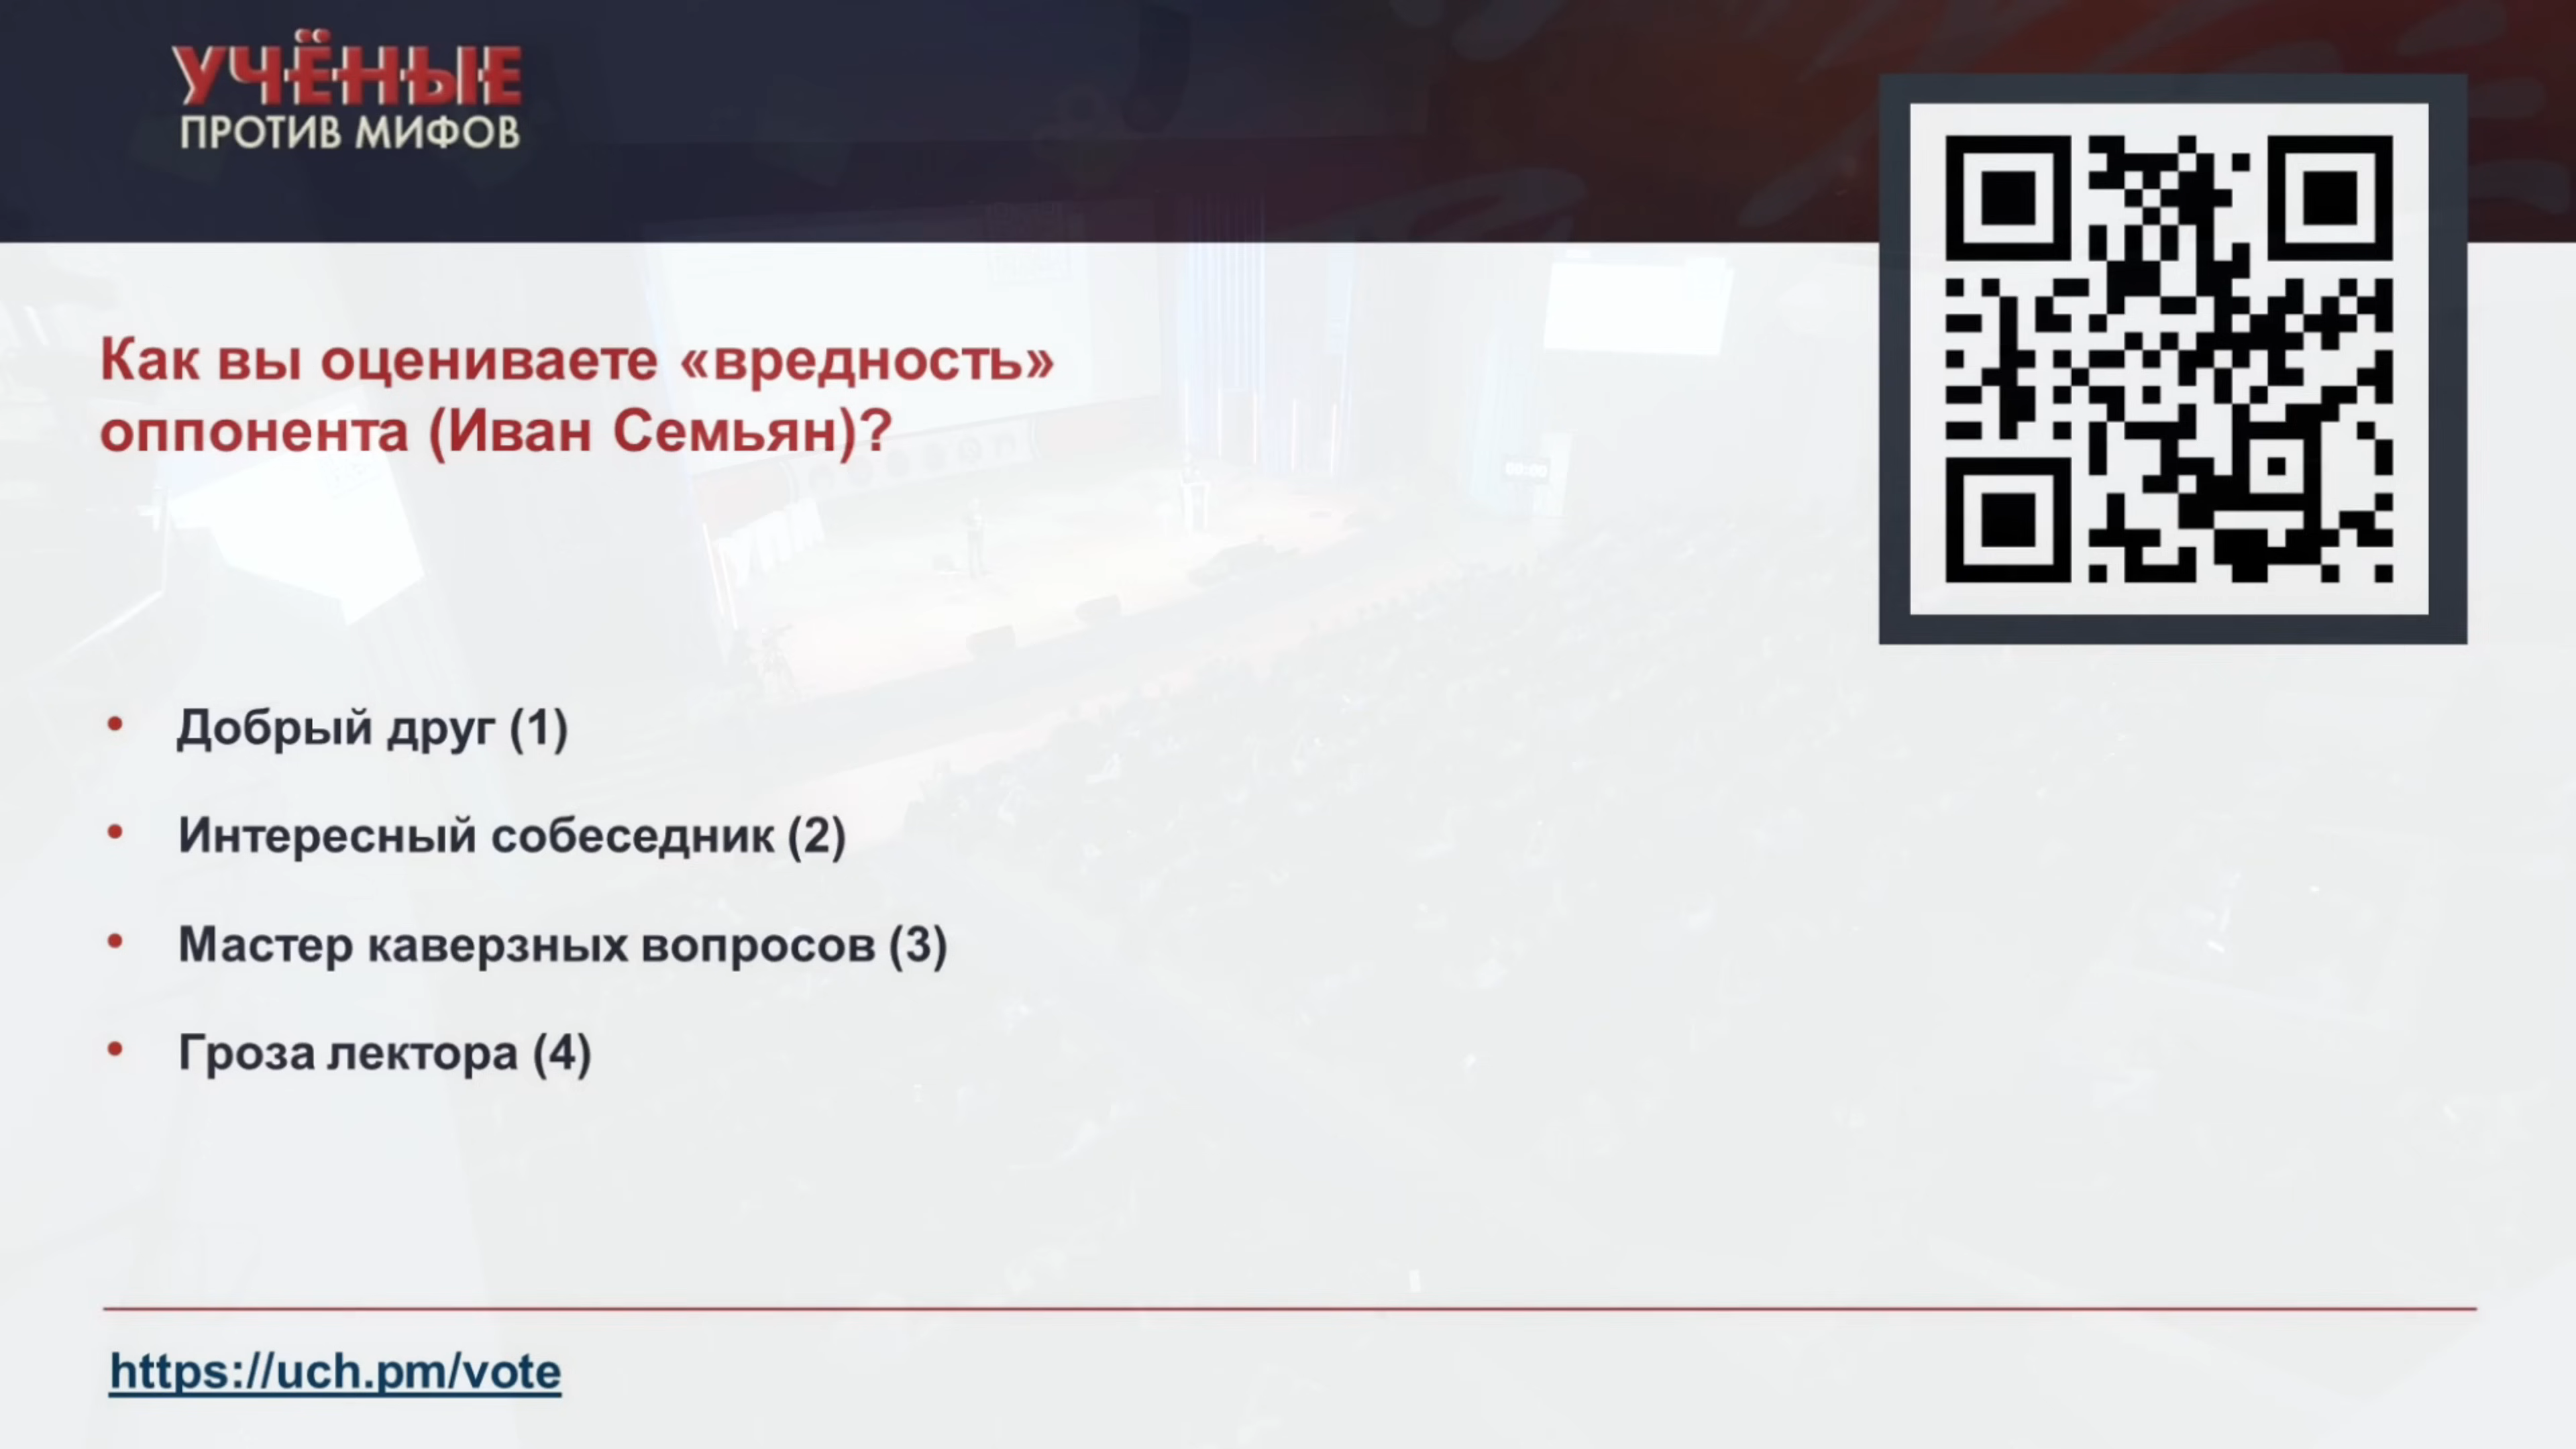 УЧЁНЫЕ
ПРОТИВ МИФОВ
Как вы оцениваете «вредность»
оппонента (Иван Семьян)?
• Добрый друг (1)
• Интересный собеседник (2)
• Мастер каверзных вопросов (3)
• Гроза лектора (4)
https://uch.pm/vote